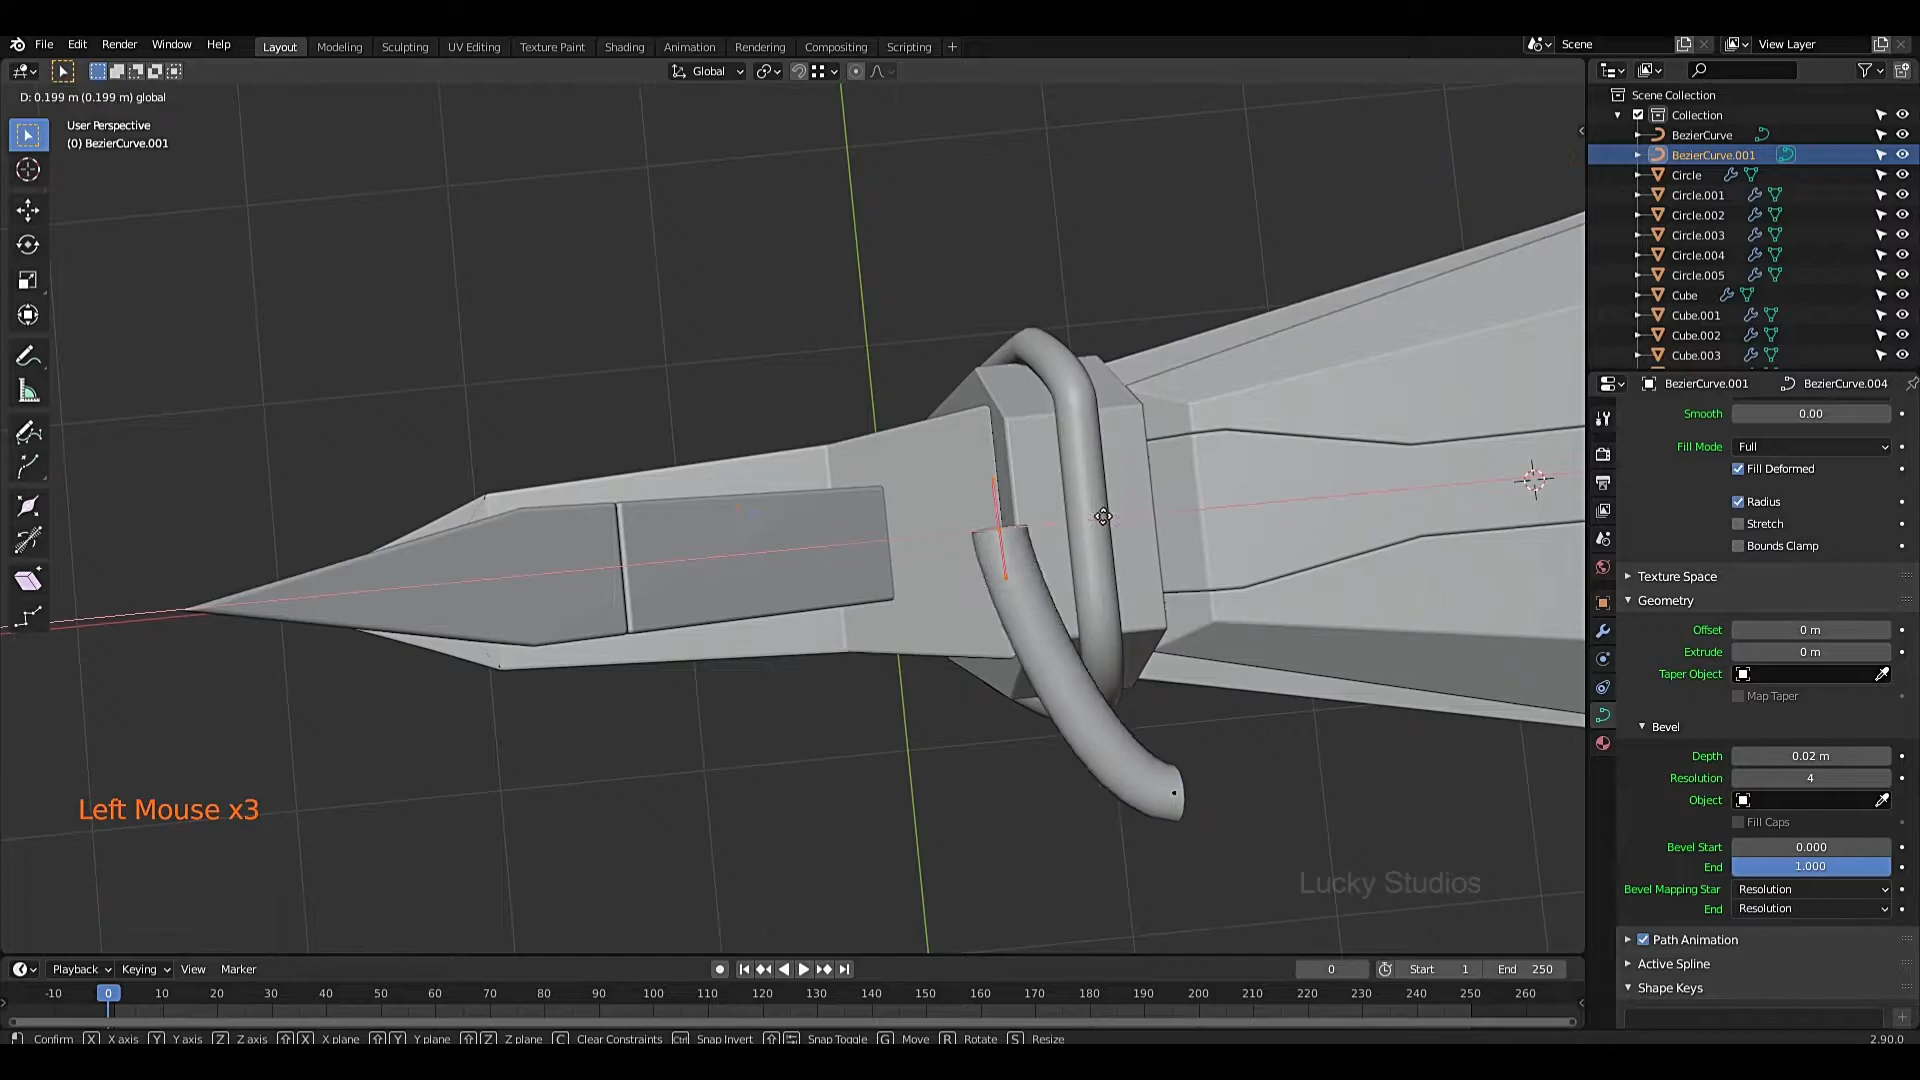 File Edit Render Window Help Layout Modeling Sculpting UV Editing Texture Paint Shading Animation Rendering Compositing Scripting + Scene View Layer
Global
D: 0.199 m (0.199 m) global
User Perspective
(0) BezierCurve.001
Scene Collection
Collection
BezierCurve
BezierCurve.001
Circle
Circle.001
Circle.002
Circle.003
Circle.004
Circle.005
Cube
Cube.001
Cube.002
Cube.003
BezierCurve.001 BezierCurve.004
Smooth 0.00
Fill Mode Full
Fill Deformed
Radius
Stretch
Bounds Clamp
Texture Space
Geometry
Offset 0 m
Extrude 0 m
Taper Object
Map Taper
Bevel
Depth 0.02 m
Resolution 4
Object
Fill Caps
Bevel Start 0.000
End 1.000
Bevel Mapping Star Resolution
End Resolution
Path Animation
Active Spline
Shape Keys
Left Mouse x3
Lucky Studios
Playback Keying View Marker 0 Start 1 End 250
-10 0 10 20 30 40 50 60 70 80 90 100 110 120 130 140 150 160 170 180 190 200 210 220 230 240 250 260
Confirm X X axis Y Y axis Z Z axis X X plane Y Y plane Z Z plane C Clear Constraints Ctrl Snap Invert Snap Toggle G Move R Rotate S Resize 2.90.0